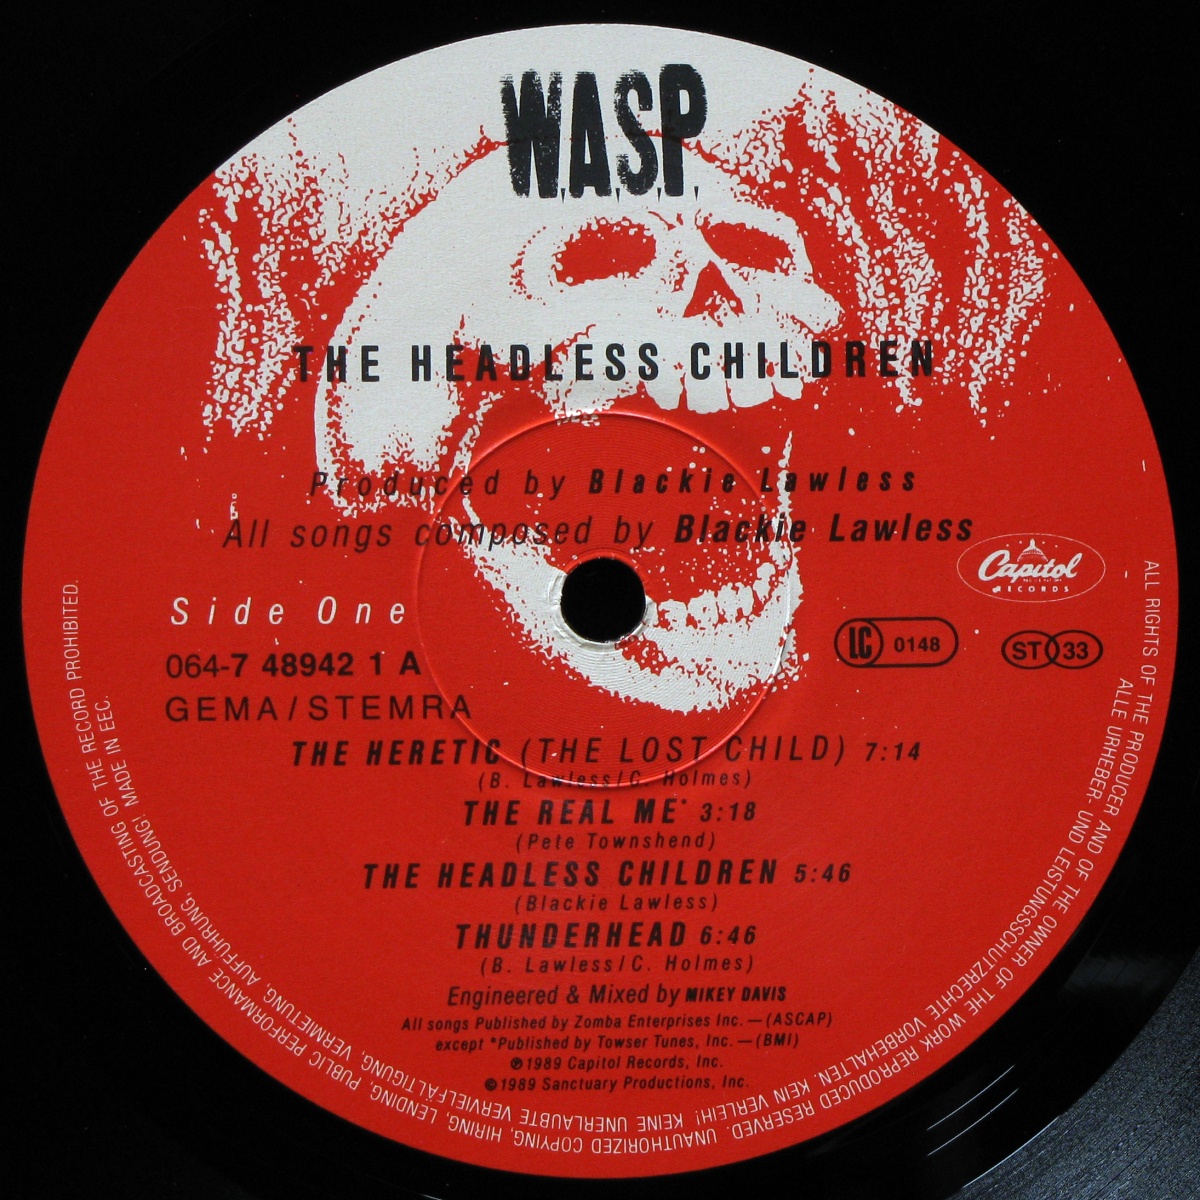 W.A.S.P.
THE HEADLESS CHILDREN
Produced by Blackie Lawless
All songs composed by Blackie Lawless
Capitol
RECORDS
Side One
LC 0148
ST 33
064-7 48942 1 A
GEMA/STEMRA
THE HERETIC (THE LOST CHILD) 7:14
(B. Lawless/C. Holmes)
THE REAL ME* 3:18
(Pete Townshend)
THE HEADLESS CHILDREN 5:46
(Blackie Lawless)
THUNDERHEAD 6:46
(B. Lawless/C. Holmes)
Engineered & Mixed by MIKEY DAVIS
All songs Published by Zomba Enterprises Inc. — (ASCAP)
except *Published by Towser Tunes, Inc. — (BMI)
℗1989 Capitol Records, Inc.
©1989 Sanctuary Productions, Inc.
ALL RIGHTS OF THE PRODUCER AND OF THE OWNER OF THE WORK REPRODUCED RESERVED. UNAUTHORIZED COPYING, HIRING, LENDING, PUBLIC PERFORMANCE AND BROADCASTING OF THE RECORD PROHIBITED.
ALLE URHEBER- UND LEISTUNGSSCHUTZRECHTE VORBEHALTEN. KEIN VERLEIH! KEINE UNERLAUBTE VERVIELFÄLTIGUNG, VERMIETUNG, AUFFÜHRUNG, SENDUNG! MADE IN EEC.